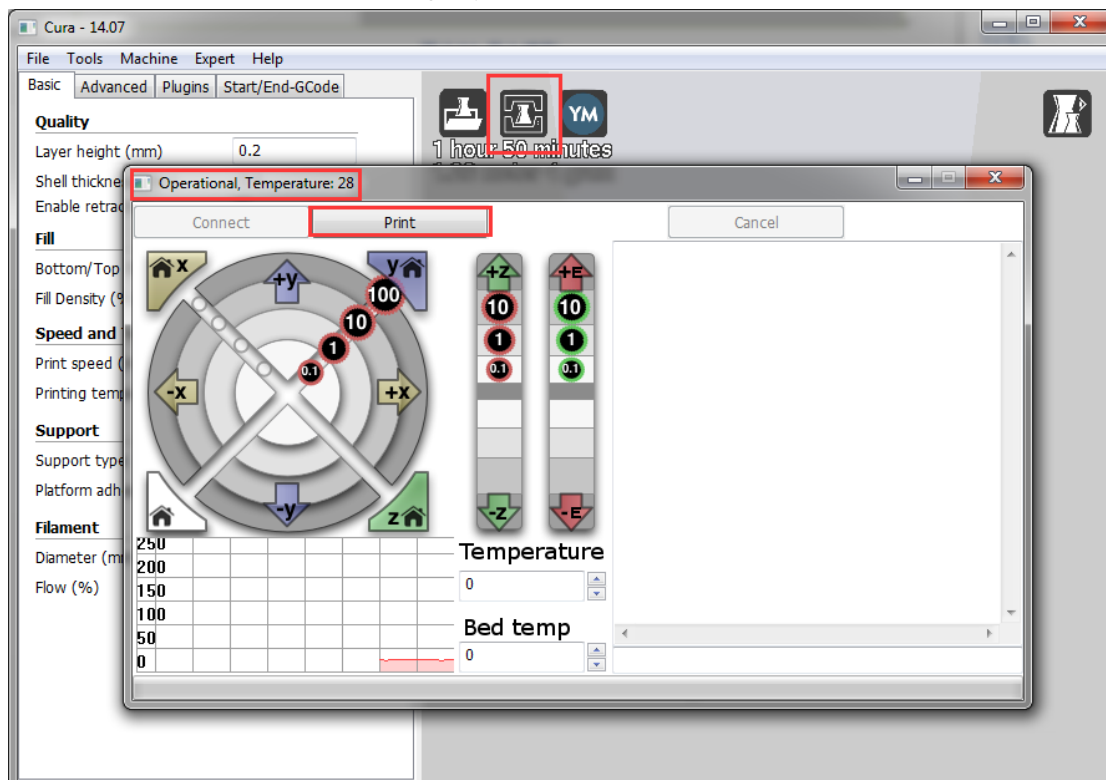 Cura - 14.07
File Tools Machine Expert Help
Basic Advanced Plugins Start/End-GCode
Quality
Layer height (mm) 0.2
YM
1 hour 50 minutes
Shell thickne
Enable retrac
Fill
Bottom/Top
Fill Density (%
Speed and
Print speed (
Printing temp
Support
Support type
Platform adh
Filament
Diameter (mm
Flow (%)
Operational, Temperature: 28
Connect Print Cancel
x y
+y
100
10
1
0.1
-x +x
-y
z
+Z +E
10 10
1 1
0.1 0.1
-Z -E
250
200
150
100
50
0
Temperature
0
Bed temp
0